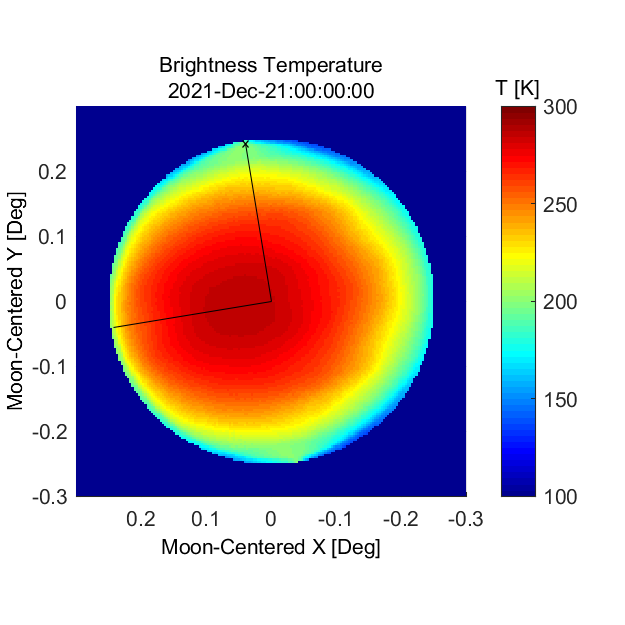 Brightness Temperature
2021-Dec-21:00:00:00
T [K]
300
250
200
150
100
Moon-Centered Y [Deg]
0.2
0.1
0
-0.1
-0.2
-0.3
0.2 0.1 0 -0.1 -0.2 -0.3
Moon-Centered X [Deg]